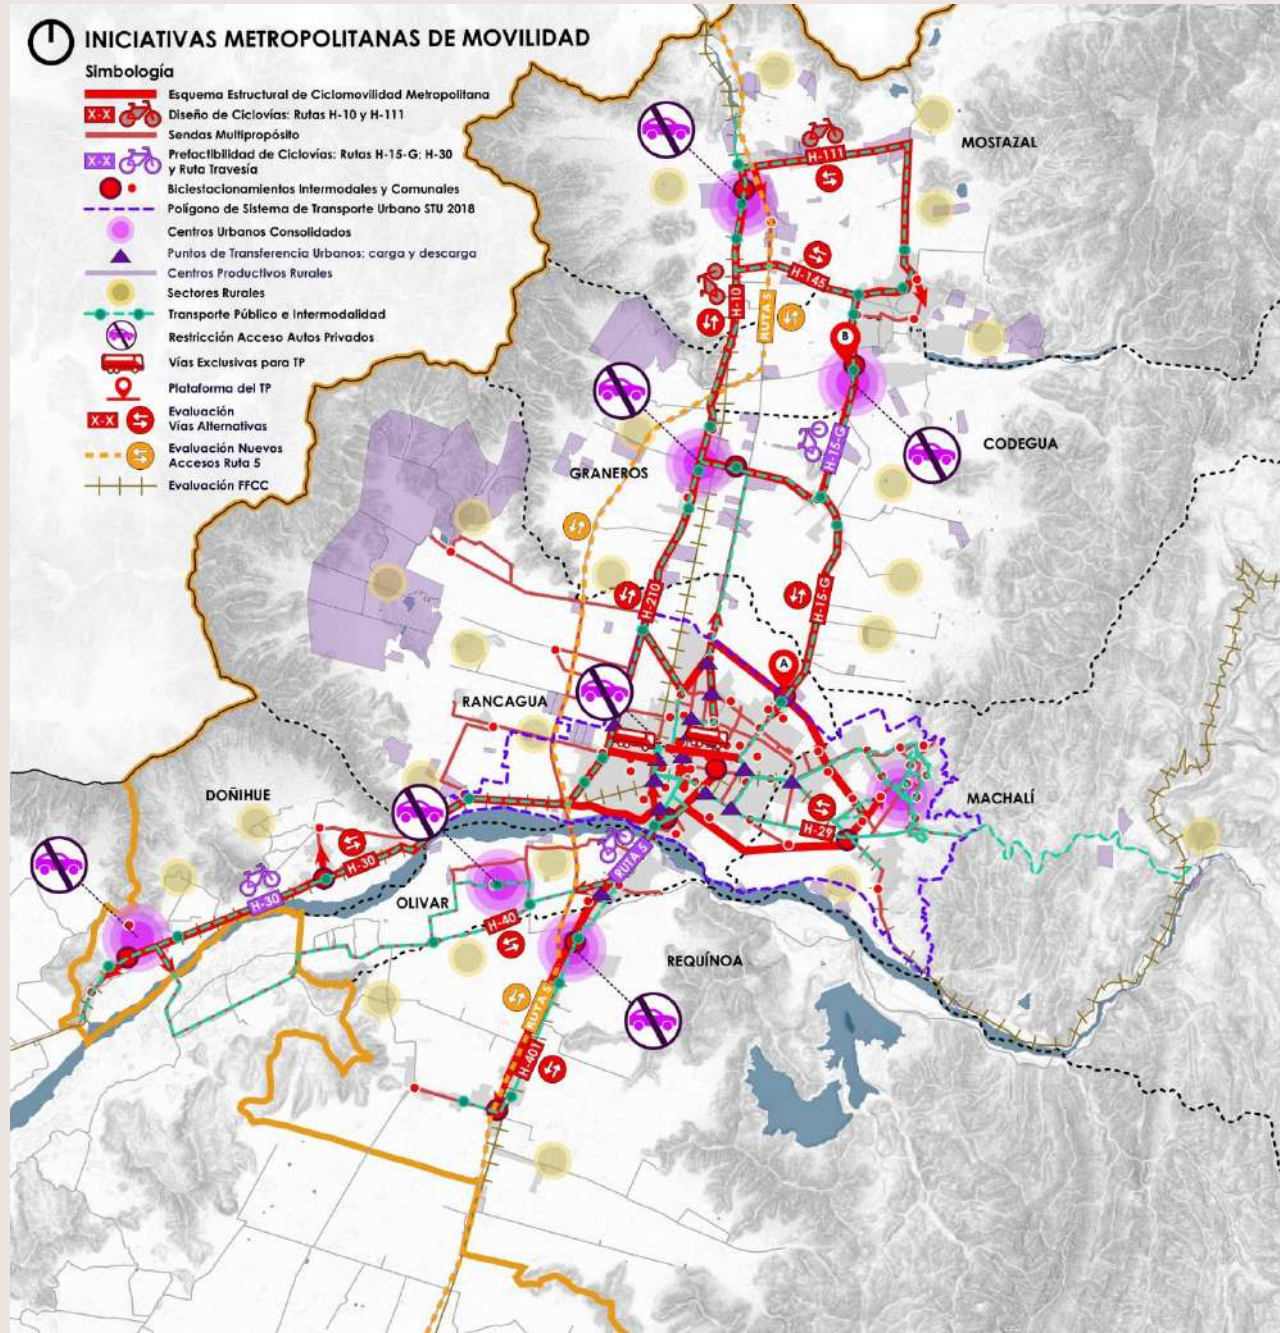 INICIATIVAS METROPOLITANAS DE MOVILIDAD
Simbología
Esquema Estructural de Ciclomovilidad Metropolitana
X-X Diseño de Ciclovías: Rutas H-10 y H-111
Sendas Multipropósito
X-X Prefactibilidad de Ciclovías: Rutas H-15-G; H-30
y Ruta Travesía
Biciestacionamientos Intermodales y Comunales
Polígono de Sistema de Transporte Urbano STU 2018
Centros Urbanos Consolidados
Puntos de Transferencia Urbanos: carga y descarga
Centros Productivos Rurales
Sectores Rurales
Transporte Público e Intermodalidad
Restricción Acceso Autos Privados
Vías Exclusivas para TP
Plataforma del TP
X-X Evaluación
Vías Alternativas
Evaluación Nuevos
Accesos Ruta 5
Evaluación FFCC
MOSTAZAL
H-111
H-145
H-10
RUTA 5
B
CODEGUA
H-15-G
GRANEROS
H-210
H-15-G
A
RANCAGUA
DOÑIHUE
MACHALÍ
H-29
H-30
RUTA 5
H-30
OLIVAR
H-40
REQUÍNOA
RUTA 5
H-401